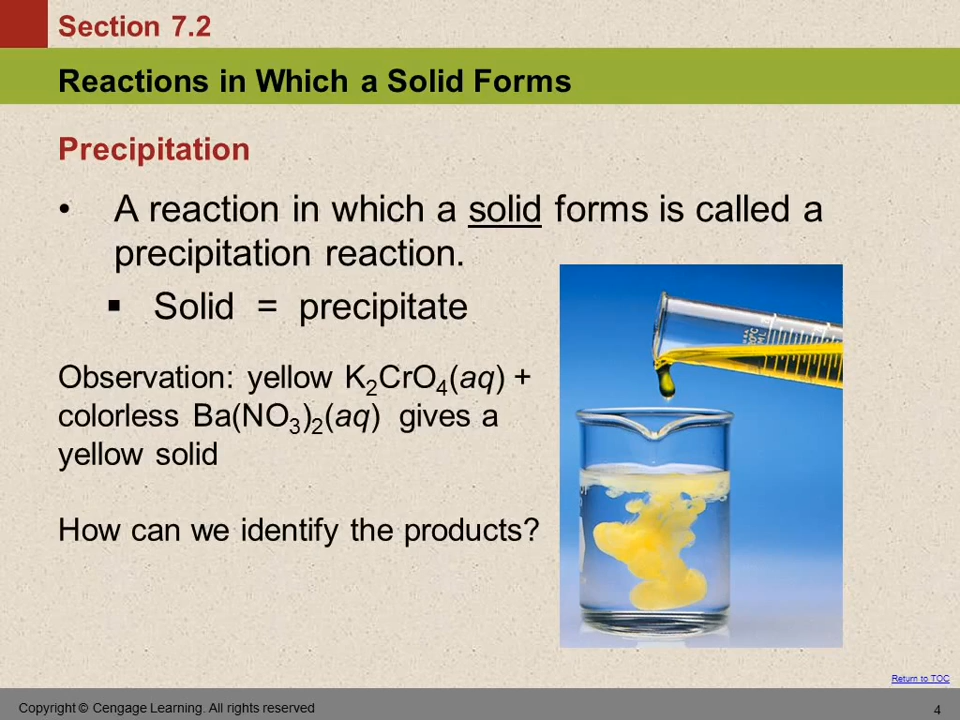 Section 7.2
Reactions in Which a Solid Forms
Precipitation
• A reaction in which a solid forms is called a
precipitation reaction.
▪ Solid = precipitate
Observation: yellow K₂CrO₄(aq) +
colorless Ba(NO₃)₂(aq) gives a
yellow solid
How can we identify the products?
Return to TOC
Copyright © Cengage Learning. All rights reserved
4